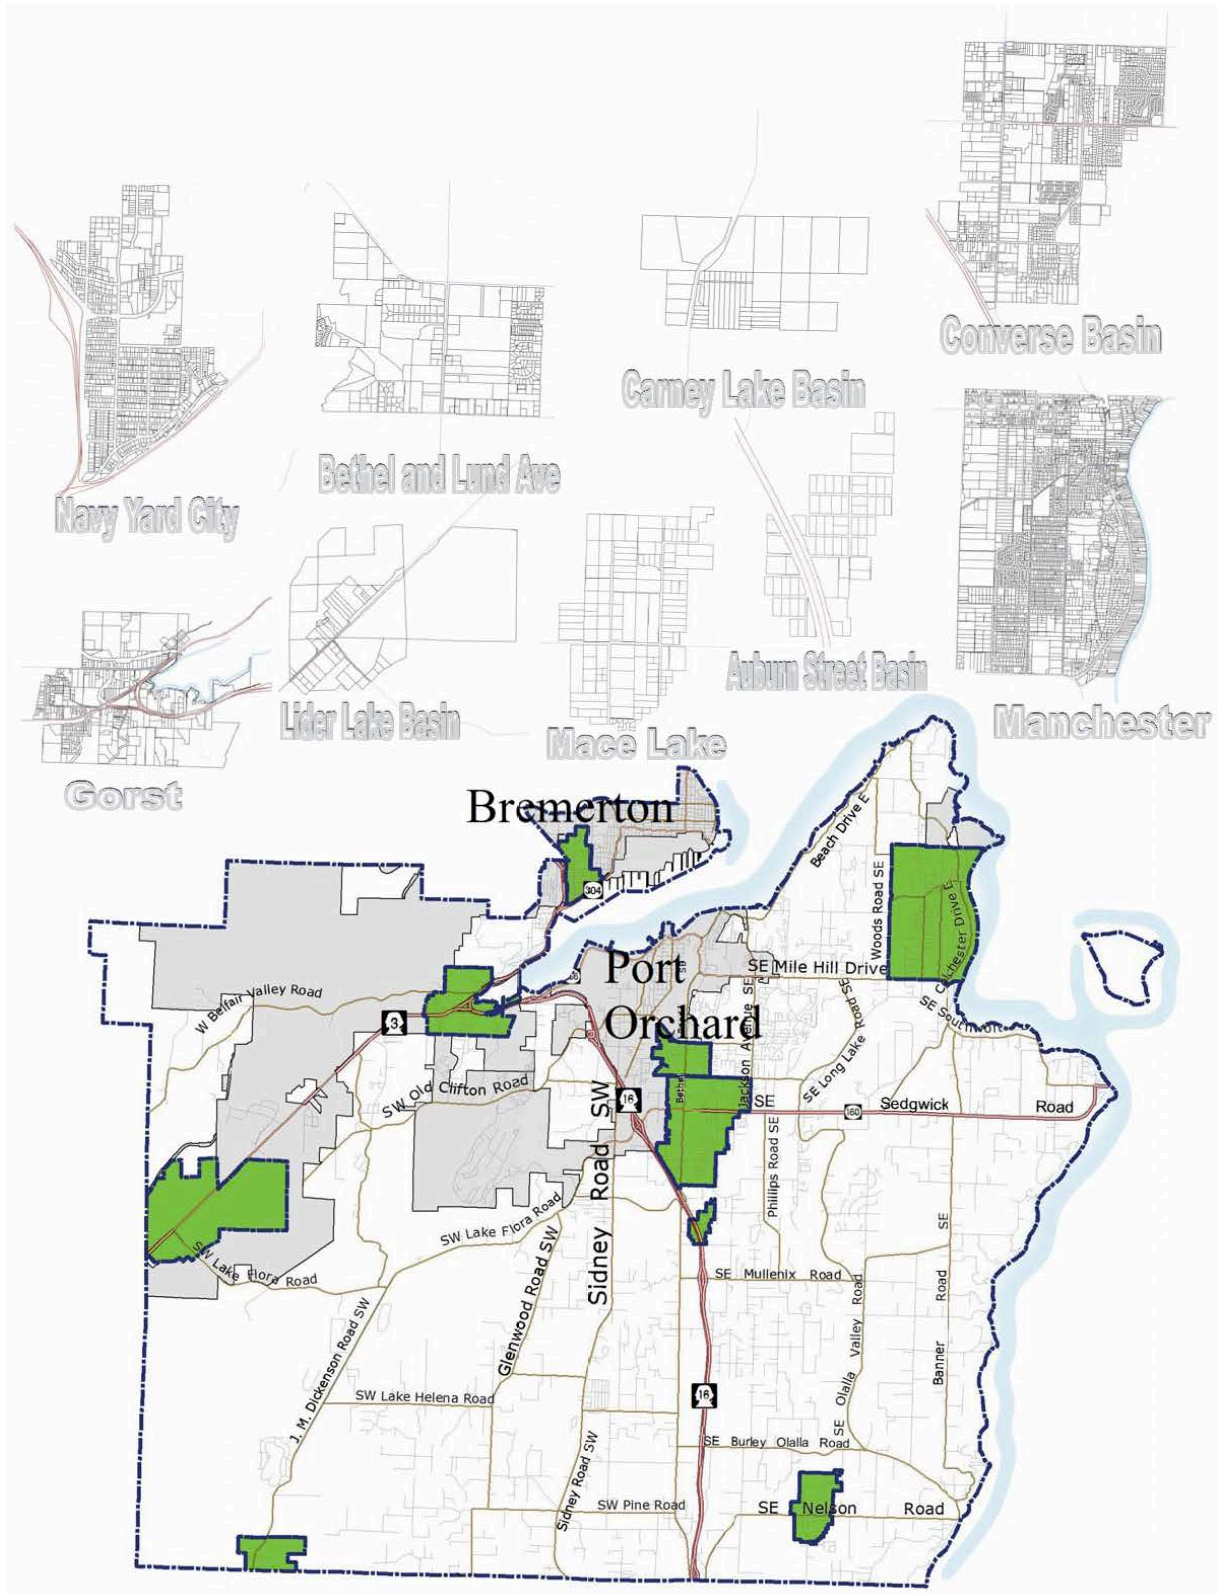 Converse Basin
Carney Lake Basin
Bethel and Lund Ave
Navy Yard City
Auburn Street Basin
Lider Lake Basin
Mace Lake
Manchester
Gorst
Bremerton
Beach Drive E
304
Woods Road SE
Colchester Drive E
Port
Orchard
SE Mile Hill Drive
W Belfair Valley Road
3
SE Southworth
SE Long Lake Road SE
Jackson Avenue SE
Bethel
SW Old Clifton Road
16
SE
160
Sedgwick
Road
Phillips Road SE
Sidney Road SW
SW Lake Flora Road
SW Lake Flora Road
Glenwood Road SW
SE Mullenix Road
J. M. Dickenson Road SW
SE Olalla Valley Road
Banner Road SE
SW Lake Helena Road
16
SE Burley Olalla Road
Sidney Road SW
SW Pine Road
SE Nelson Road